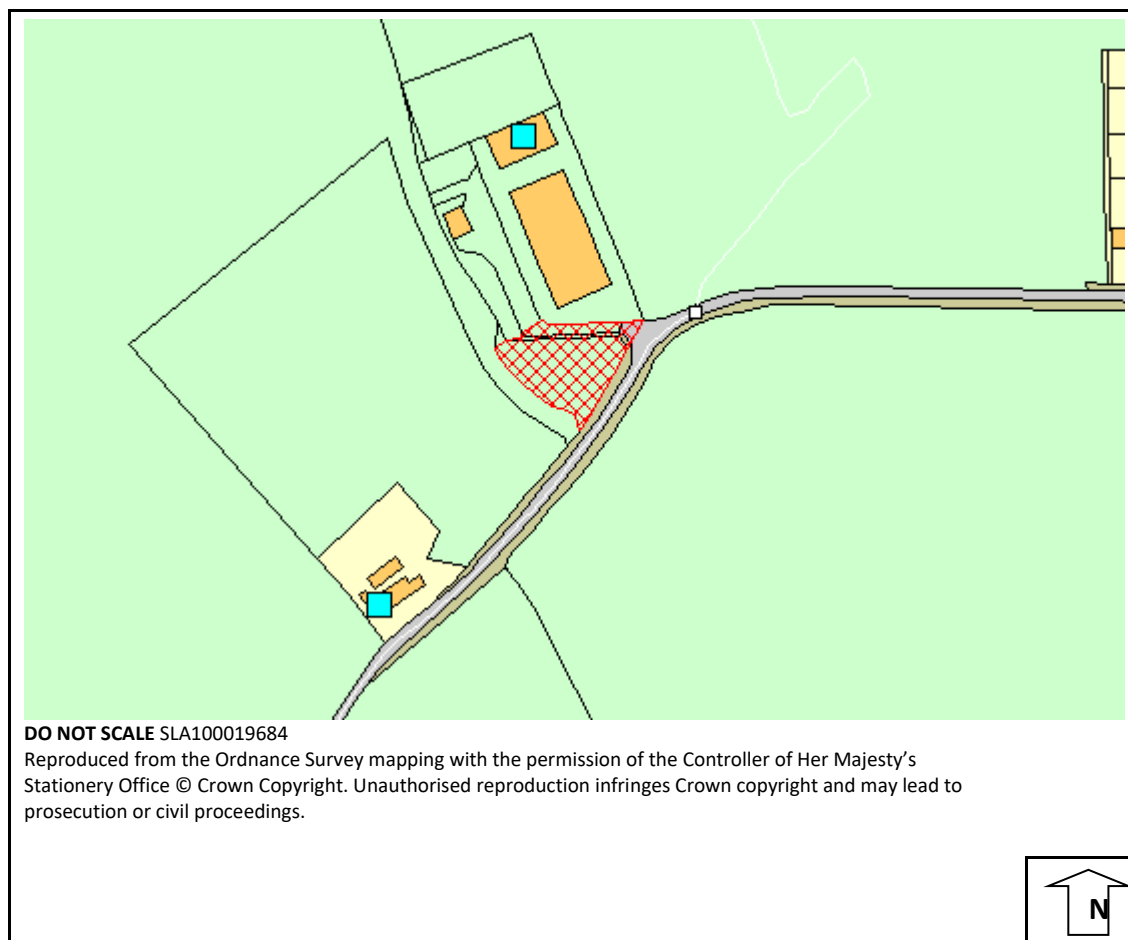 DO NOT SCALE SLA100019684
Reproduced from the Ordnance Survey mapping with the permission of the Controller of Her Majesty’s
Stationery Office © Crown Copyright. Unauthorised reproduction infringes Crown copyright and may lead to
prosecution or civil proceedings.
N